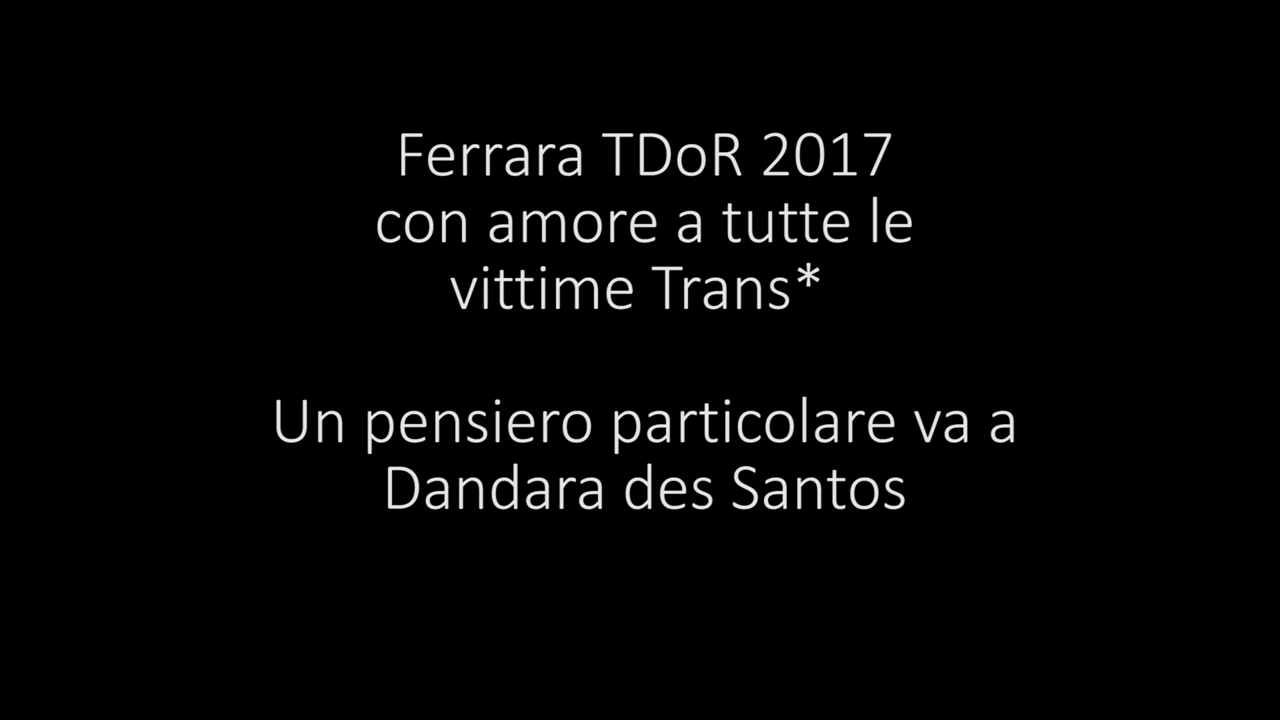 Ferrara TDoR 2017
con amore a tutte le
vittime Trans*
Un pensiero particolare va a
Dandara des Santos